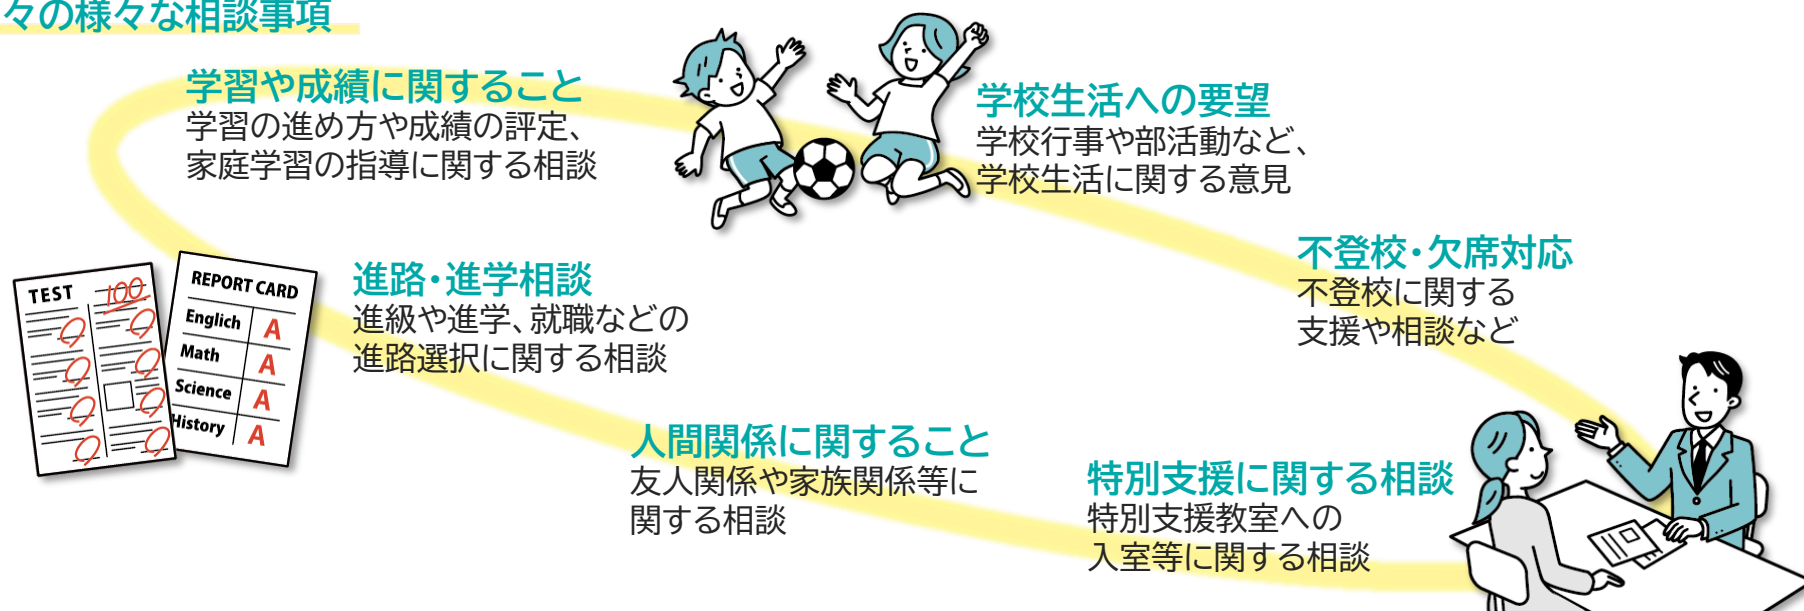 々の様々な相談事項
学習や成績に関すること
学習の進め方や成績の評定、
家庭学習の指導に関する相談
学校生活への要望
学校行事や部活動など、
学校生活に関する意見
不登校・欠席対応
不登校に関する
支援や相談など
TEST 100
REPORT CARD
Englich A
Math A
Science A
History A
進路・進学相談
進級や進学、就職などの
進路選択に関する相談
人間関係に関すること
友人関係や家族関係等に
関する相談
特別支援に関する相談
特別支援教室への
入室等に関する相談